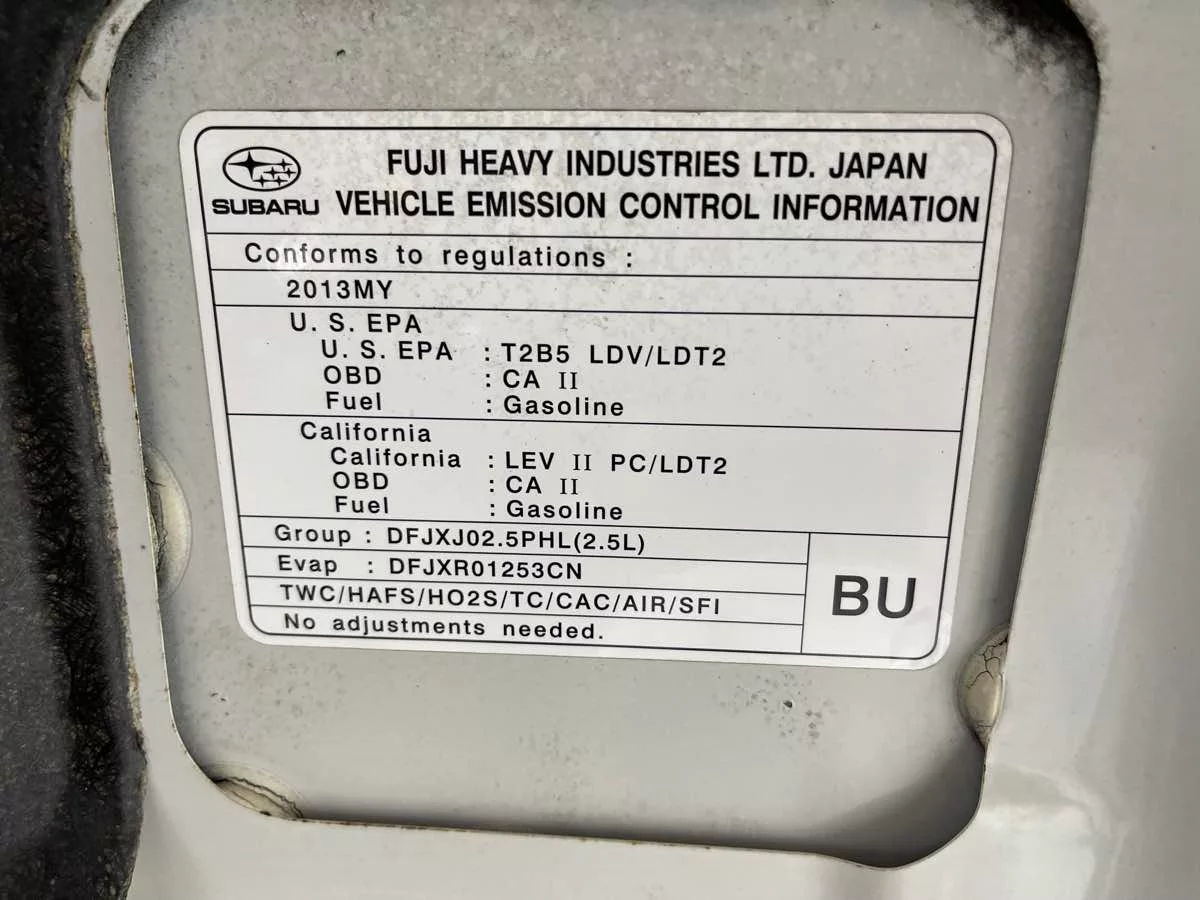 FUJI HEAVY INDUSTRIES LTD. JAPAN
SUBARU VEHICLE EMISSION CONTROL INFORMATION
Conforms to regulations :
2013MY
U. S. EPA
U. S. EPA : T2B5 LDV/LDT2
OBD : CA II
Fuel : Gasoline
California
California : LEV II PC/LDT2
OBD : CA II
Fuel : Gasoline
Group : DFJXJ02.5PHL(2.5L)
Evap : DFJXR01253CN
TWC/HAFS/HO2S/TC/CAC/AIR/SFI
No adjustments needed.
BU